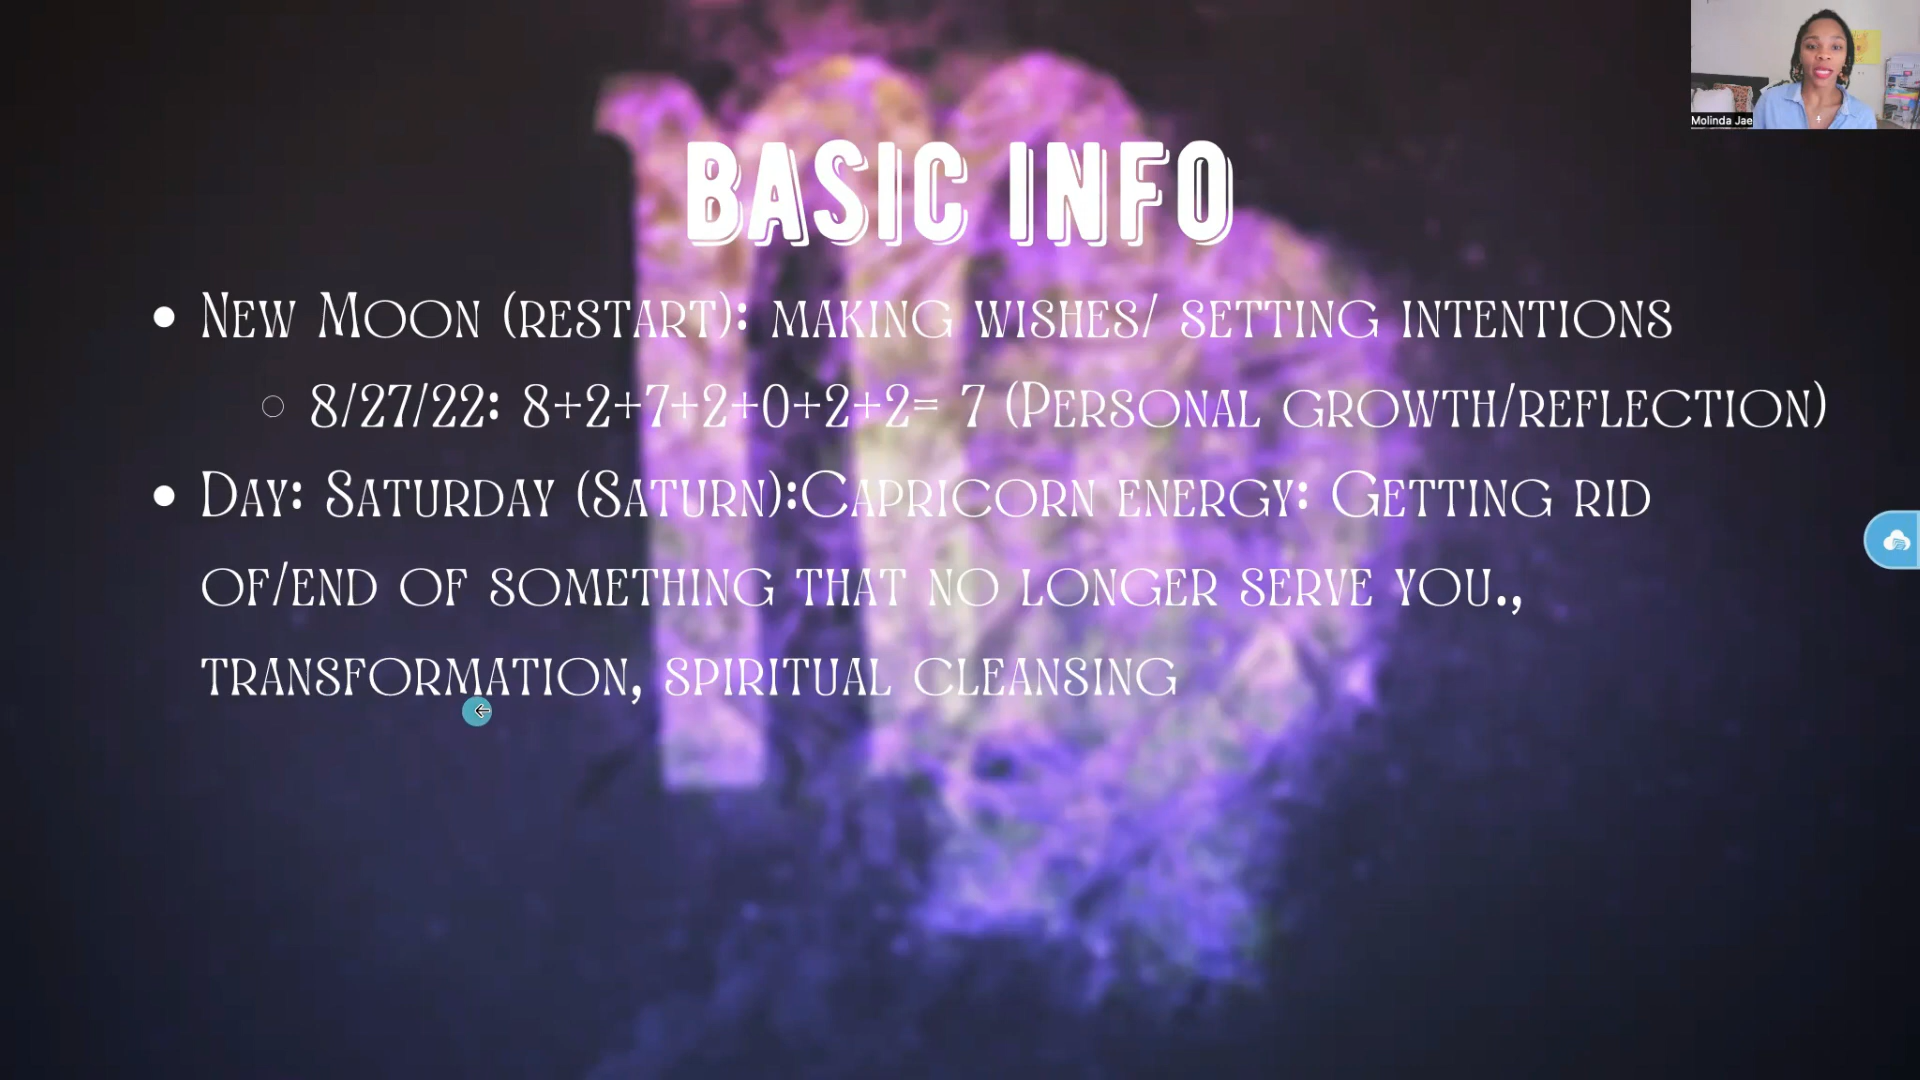 BASIC INFO
Molinda Jae
New Moon (restart): making wishes/ setting intentions
8/27/22: 8+2+7+2+0+2+2= 7 (Personal growth/reflection)
Day: Saturday (Saturn):Capricorn energy: Getting rid
of/end of something that no longer serve you.,
transformation, spiritual cleansing